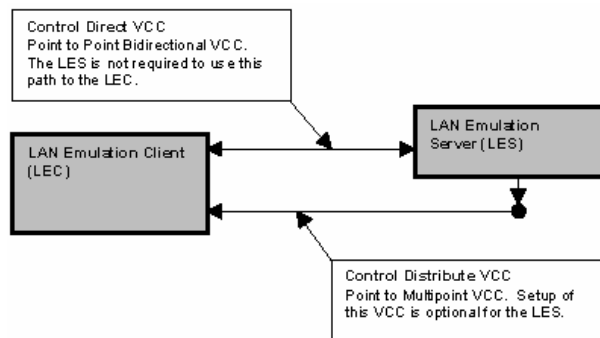 Control Direct VCC
Point to Point Bidirectional VCC.
The LES is not required to use this
path to the LEC.
LAN Emulation
Server (LES)
LAN Emulation Client
(LEC)
Control Distribute VCC
Point to Multipoint VCC. Setup of
this VCC is optional for the LES.